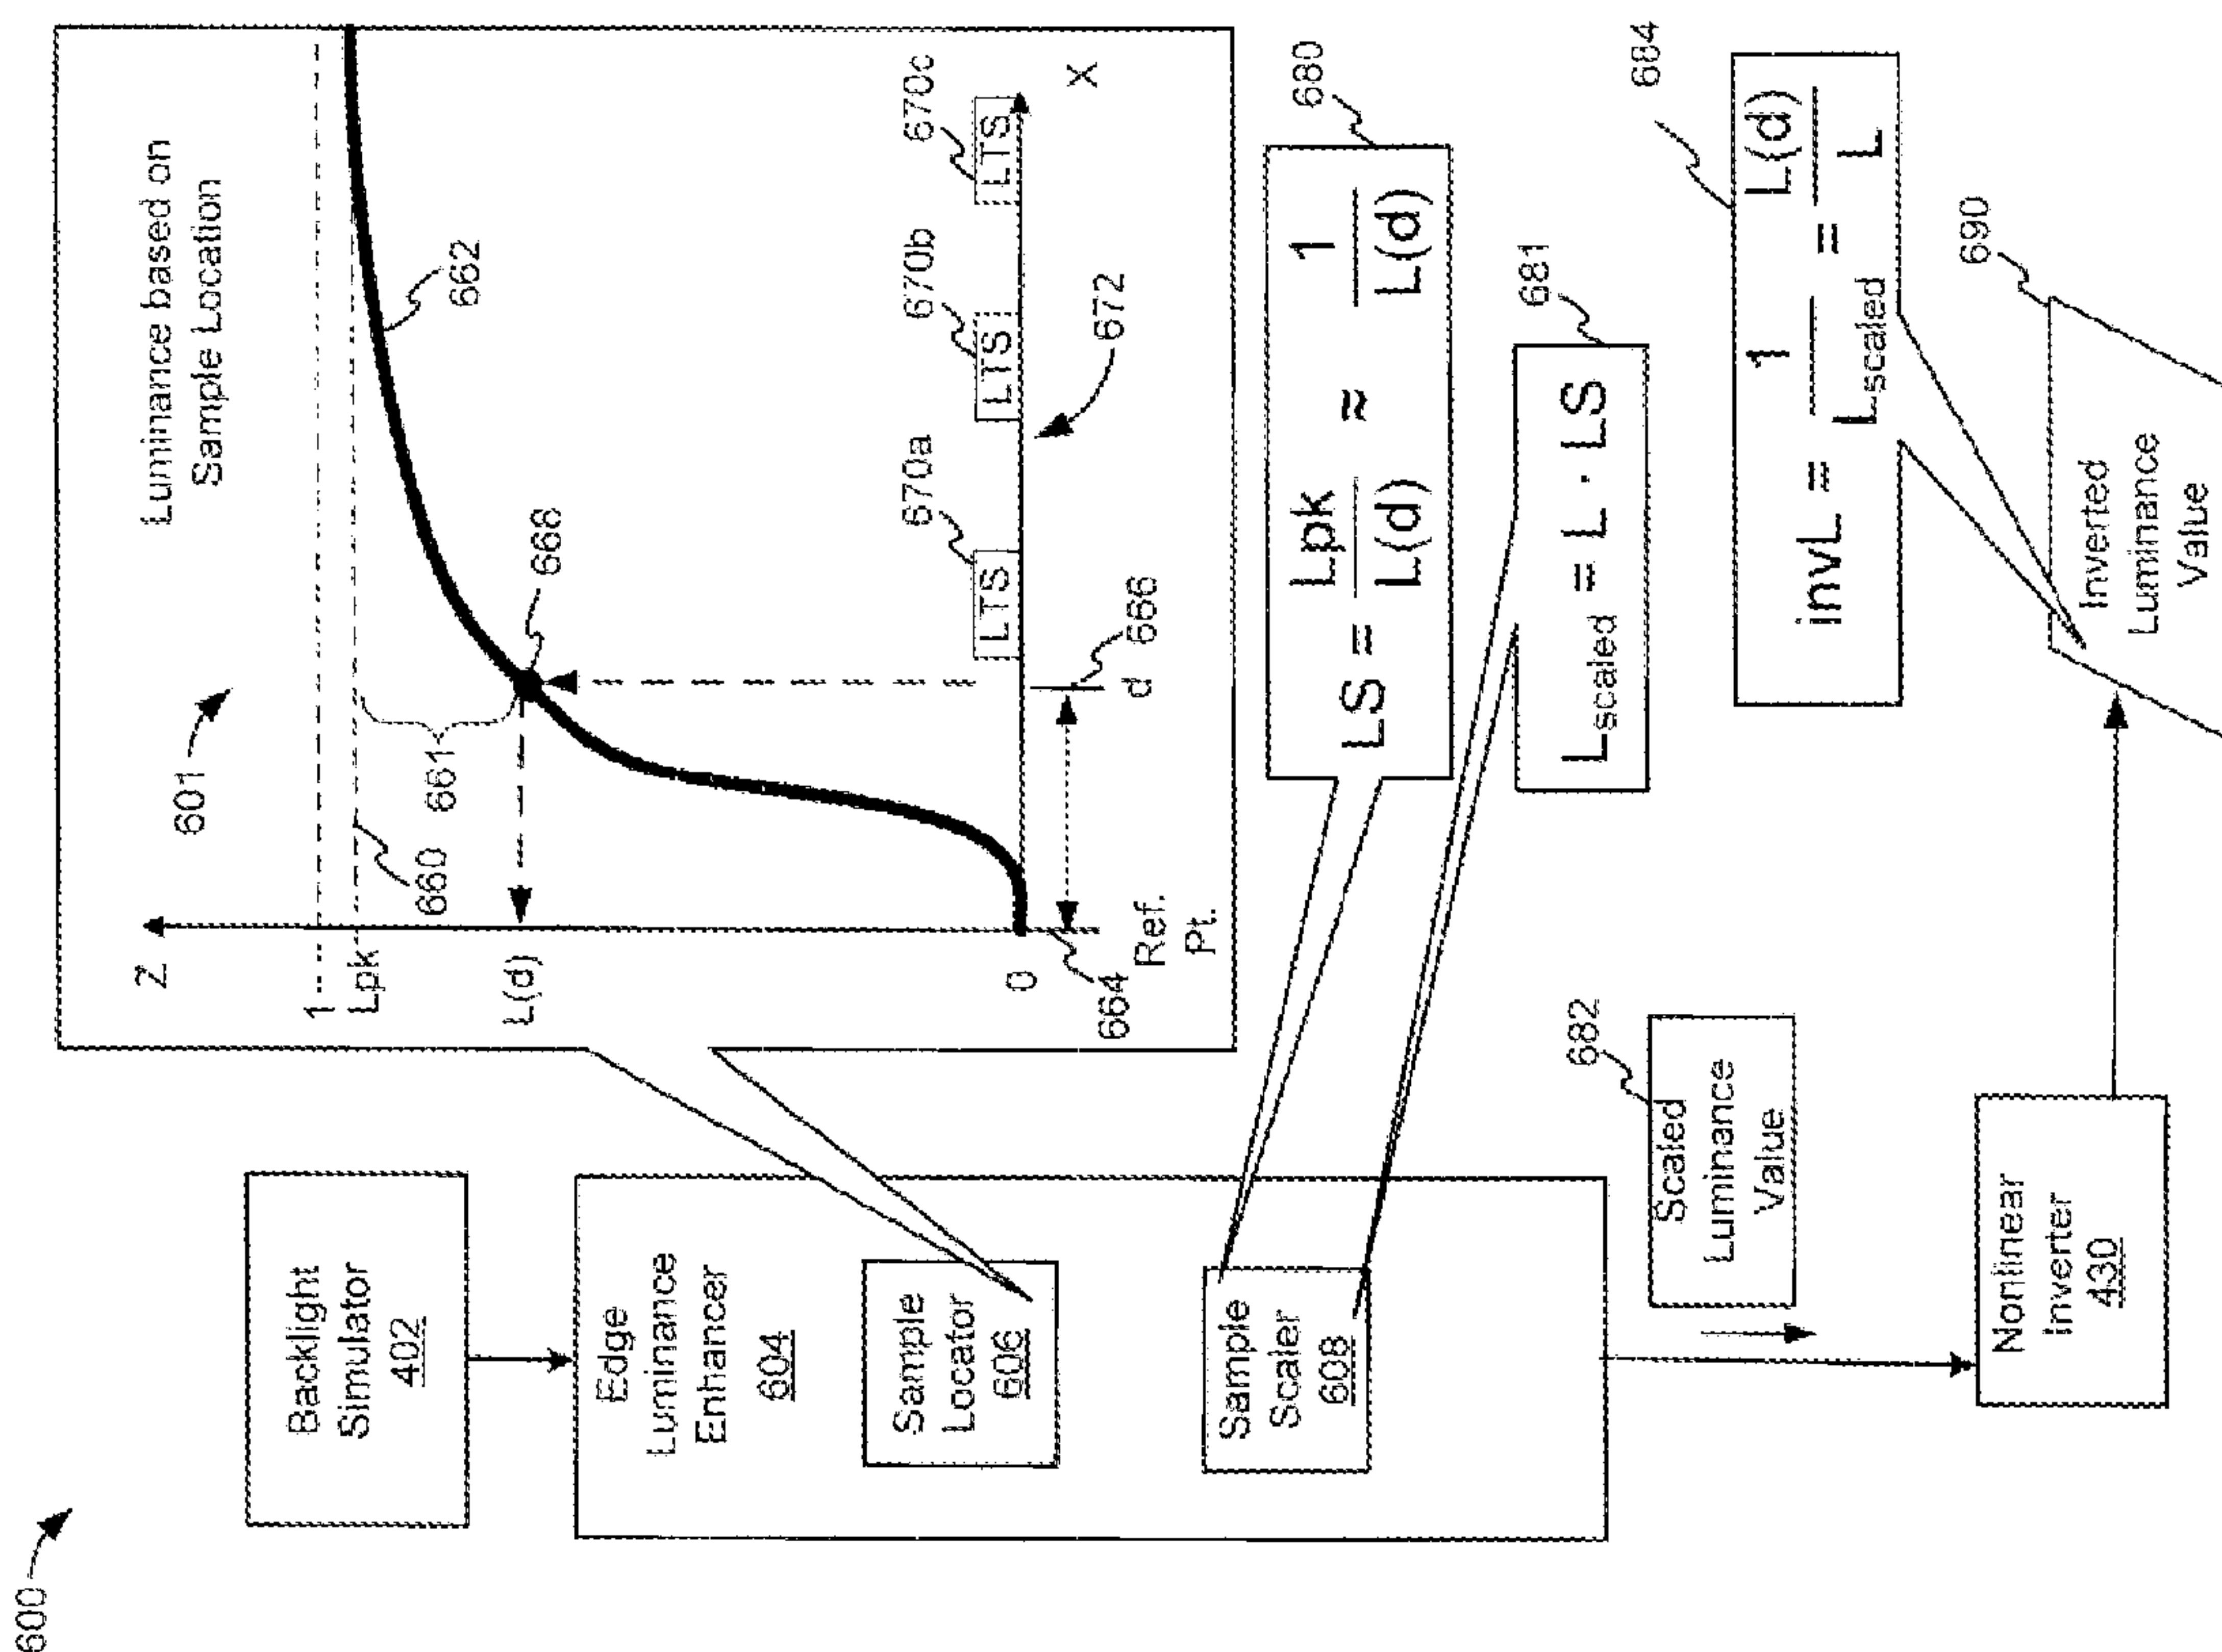 600
Backlight
Simulator
402
Edge
Luminance
Enhancer
604
Sample
Locator
606
Sample
Scaler
608
682
Scaled
Luminance
Value
Nonlinear
Inverter
430
601
Luminance based on
Sample Location
Z
1
Lpk
L(d)
0
660
661
662
668
664
Ref.
Pt.
d
666
670a
LTS
670b
LTS
670c
LTS
672
X
680
LS = Lpk / L(d) ≈ 1 / L(d)
681
Lscaled = L · LS
684
invL = 1 / Lscaled = L(d) / L
690
Inverted
Luminance
Value